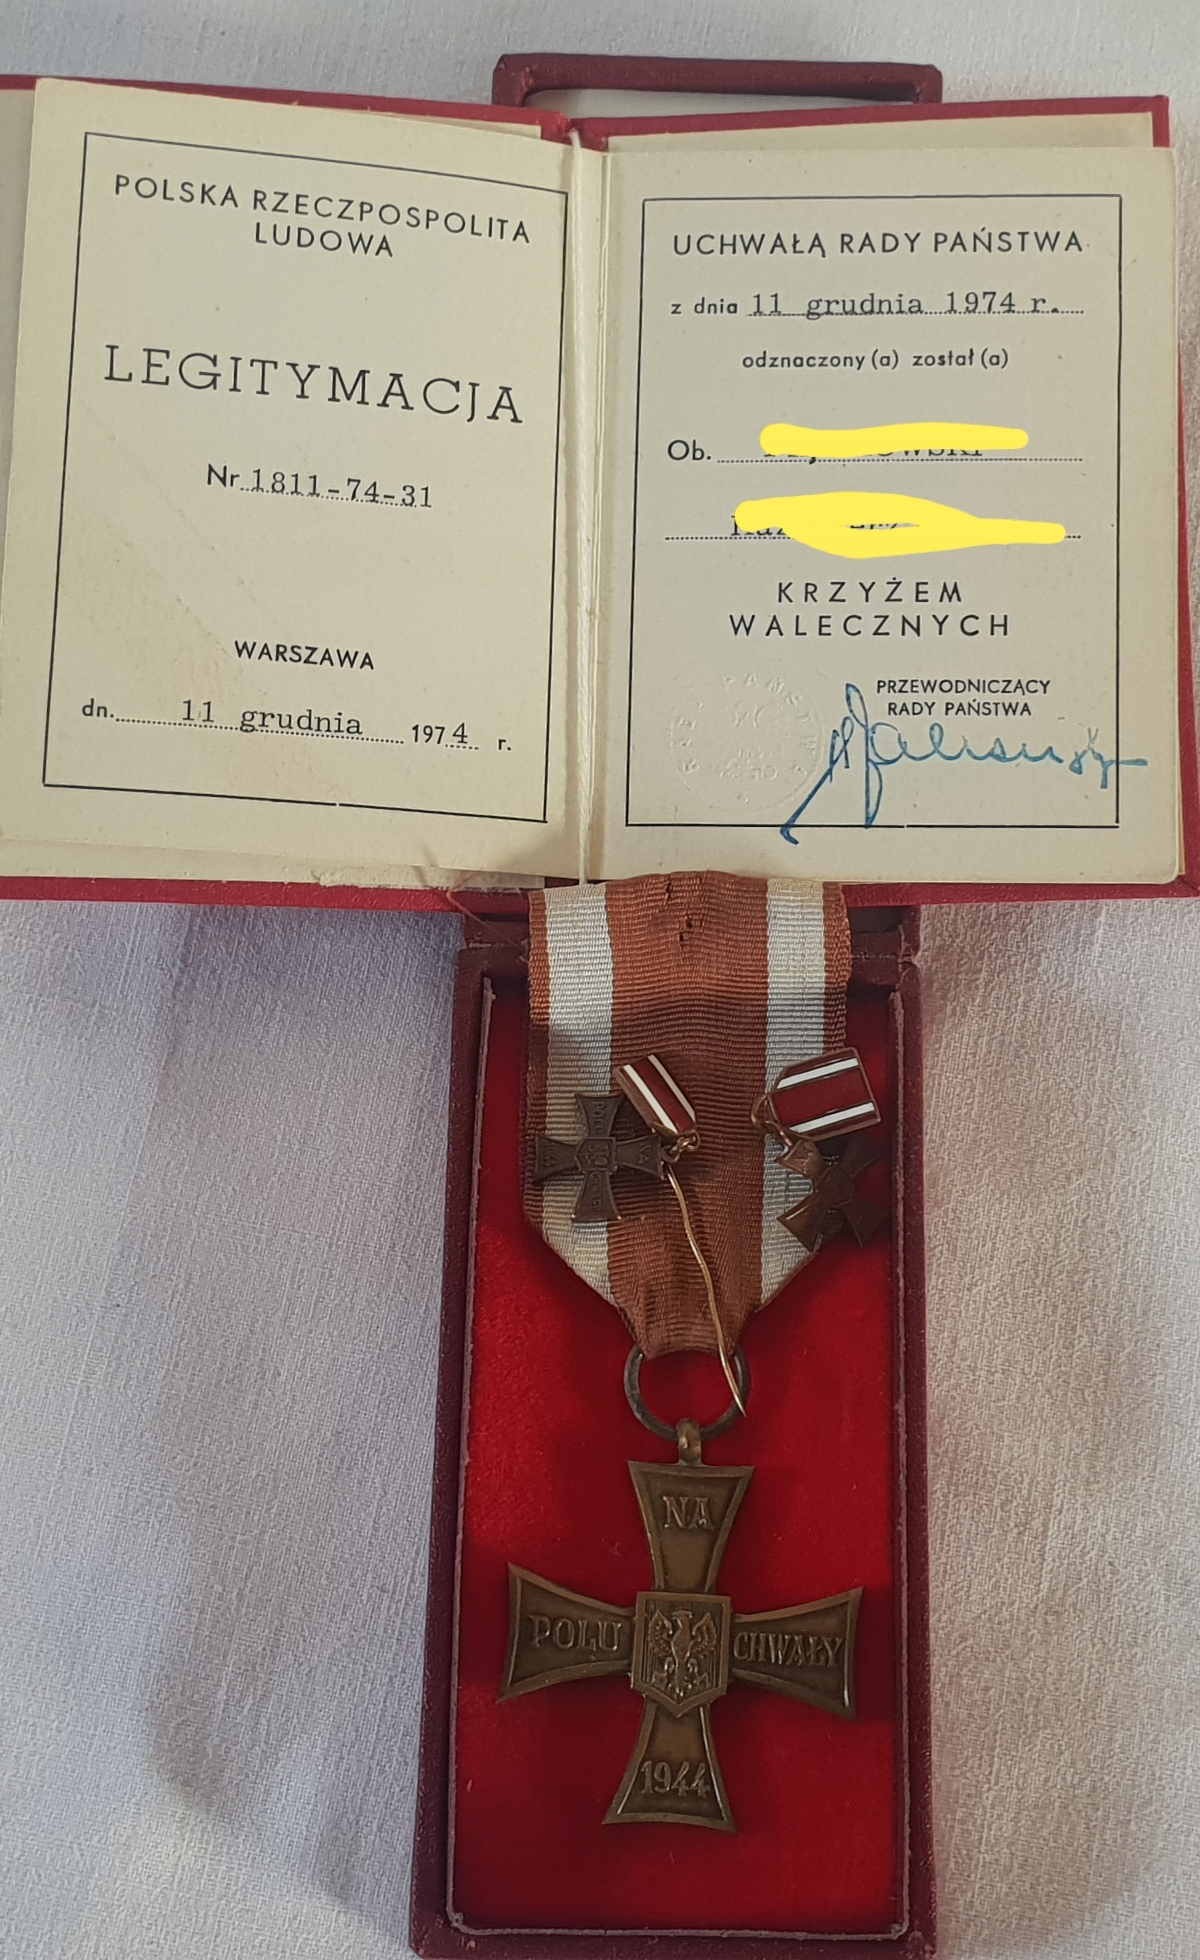 POLSKA RZECZPOSPOLITA
LUDOWA
LEGITYMACJA
Nr 1811-74-31
WARSZAWA
dn. 11 grudnia 1974 r.
UCHWAŁĄ RADY PAŃSTWA
z dnia 11 grudnia 1974 r.
odznaczony (a) został (a)
Ob.
KRZYŻEM
WALECZNYCH
PRZEWODNICZĄCY
RADY PAŃSTWA
NA
POLU CHWAŁY
1944